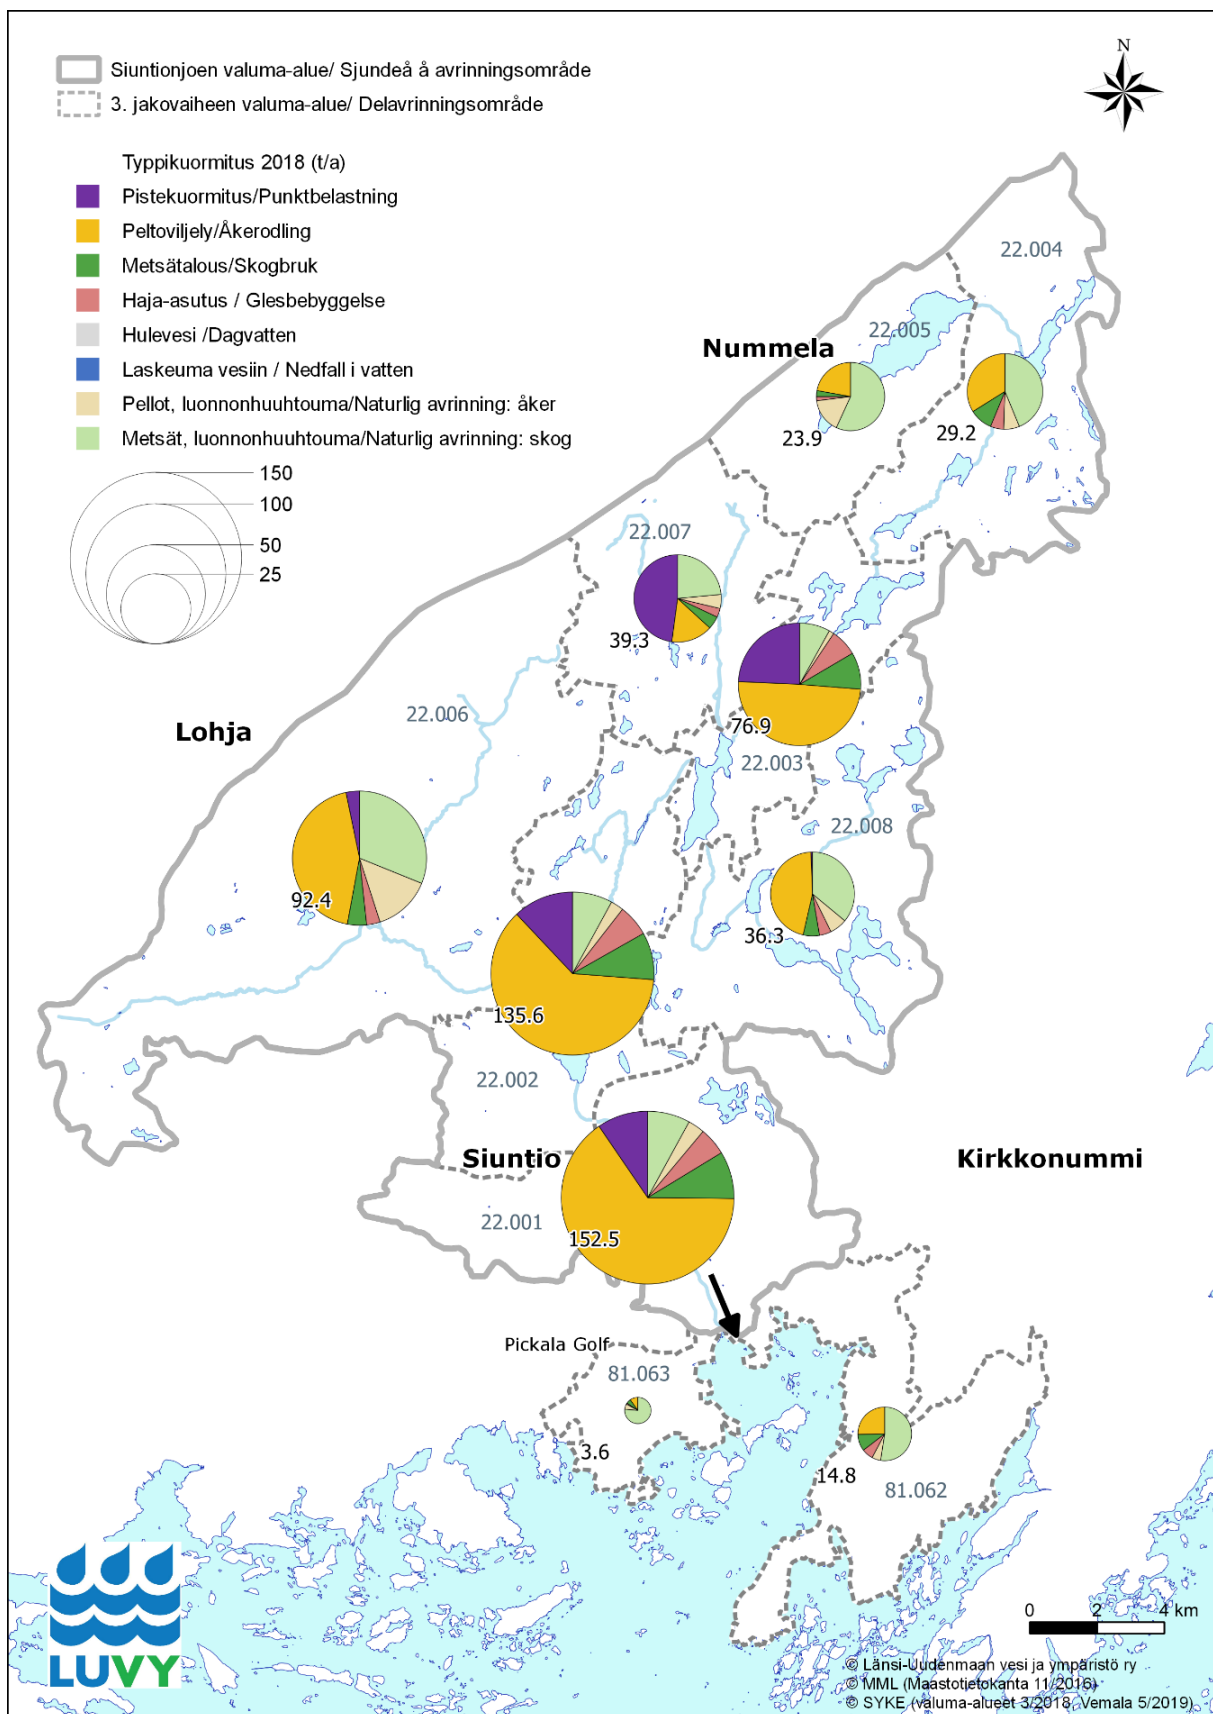 N
Siuntionjoen valuma-alue/ Sjundeå å avrinningsområde
3. jakovaiheen valuma-alue/ Delavrinningsområde
Typpikuormitus 2018 (t/a)
Pistekuormitus/Punktbelastning
Peltoviljely/Åkerodling
Metsätalous/Skogbruk
Haja-asutus / Glesbebyggelse
Hulevesi /Dagvatten
Laskeuma vesiin / Nedfall i vatten
Pellot, luonnonhuuhtouma/Naturlig avrinning: åker
Metsät, luonnonhuuhtouma/Naturlig avrinning: skog
150
100
50
25
22.004
22.005
Nummela
23.9
29.2
22.007
39.3
22.006
Lohja
76.9
22.003
22.008
92.4
36.3
135.6
22.002
Siuntio
Kirkkonummi
22.001
152.5
Pickala Golf
81.063
3.6
14.8
81.062
LUVY
0 2 4 km
© Länsi-Uudenmaan vesi ja ympäristö ry
© MML (Maastotietokanta 11/2016)
© SYKE (valuma-alueet 3/2018, Vemala 5/2019)